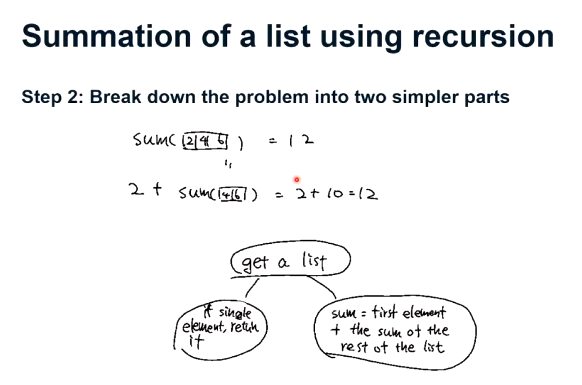 Summation of a list using recursion
Step 2: Break down the problem into two simpler parts
sum( 2 4 6 ) = 12
2 + sum( 4 6 ) = 2 + 10 = 12
get a list
if single
element, return
it
sum = first element
+ the sum of the
rest of the list